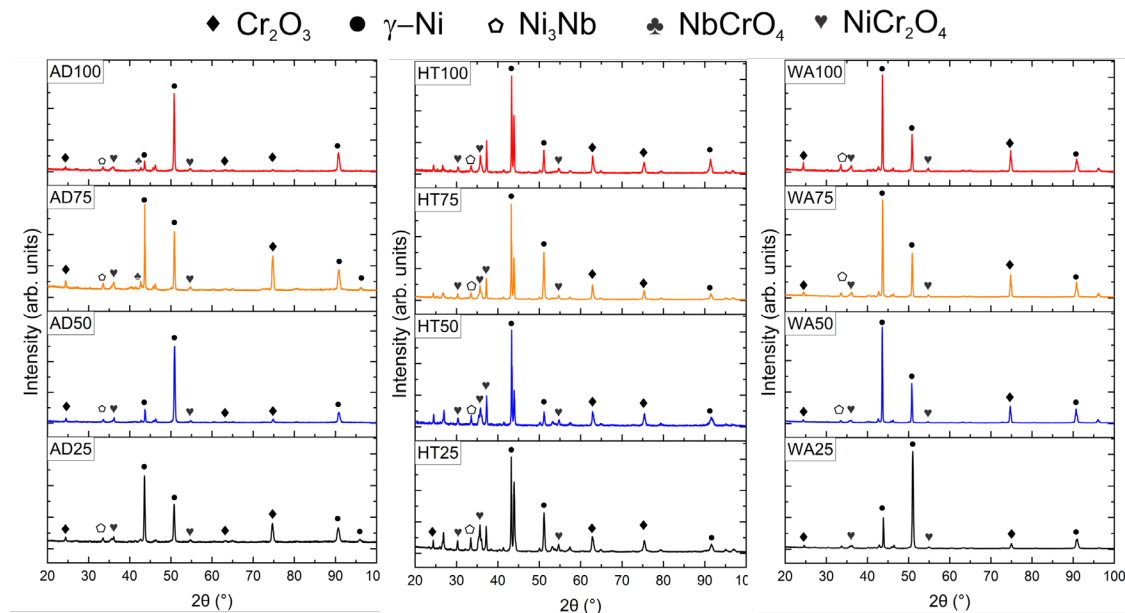 ♦ Cr₂O₃ ● γ–Ni ⬠ Ni₃Nb ♣ NbCrO₄ ♥ NiCr₂O₄
AD100
AD75
AD50
AD25
Intensity (arb. units)
20 30 40 50 60 70 80 90 10
2θ (°)
HT100
HT75
HT50
HT25
Intensity (arb. units)
20 30 40 50 60 70 80 90 10
2θ (°)
WA100
WA75
WA50
WA25
Intensity (arb. units)
20 30 40 50 60 70 80 90 100
2θ (°)